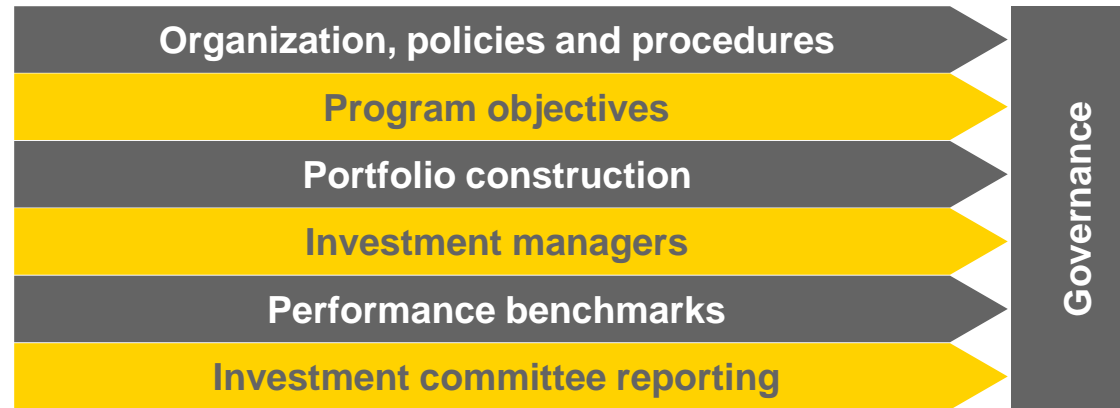 Organization, policies and procedures
Program objectives
Portfolio construction
Investment managers
Performance benchmarks
Investment committee reporting
Governance